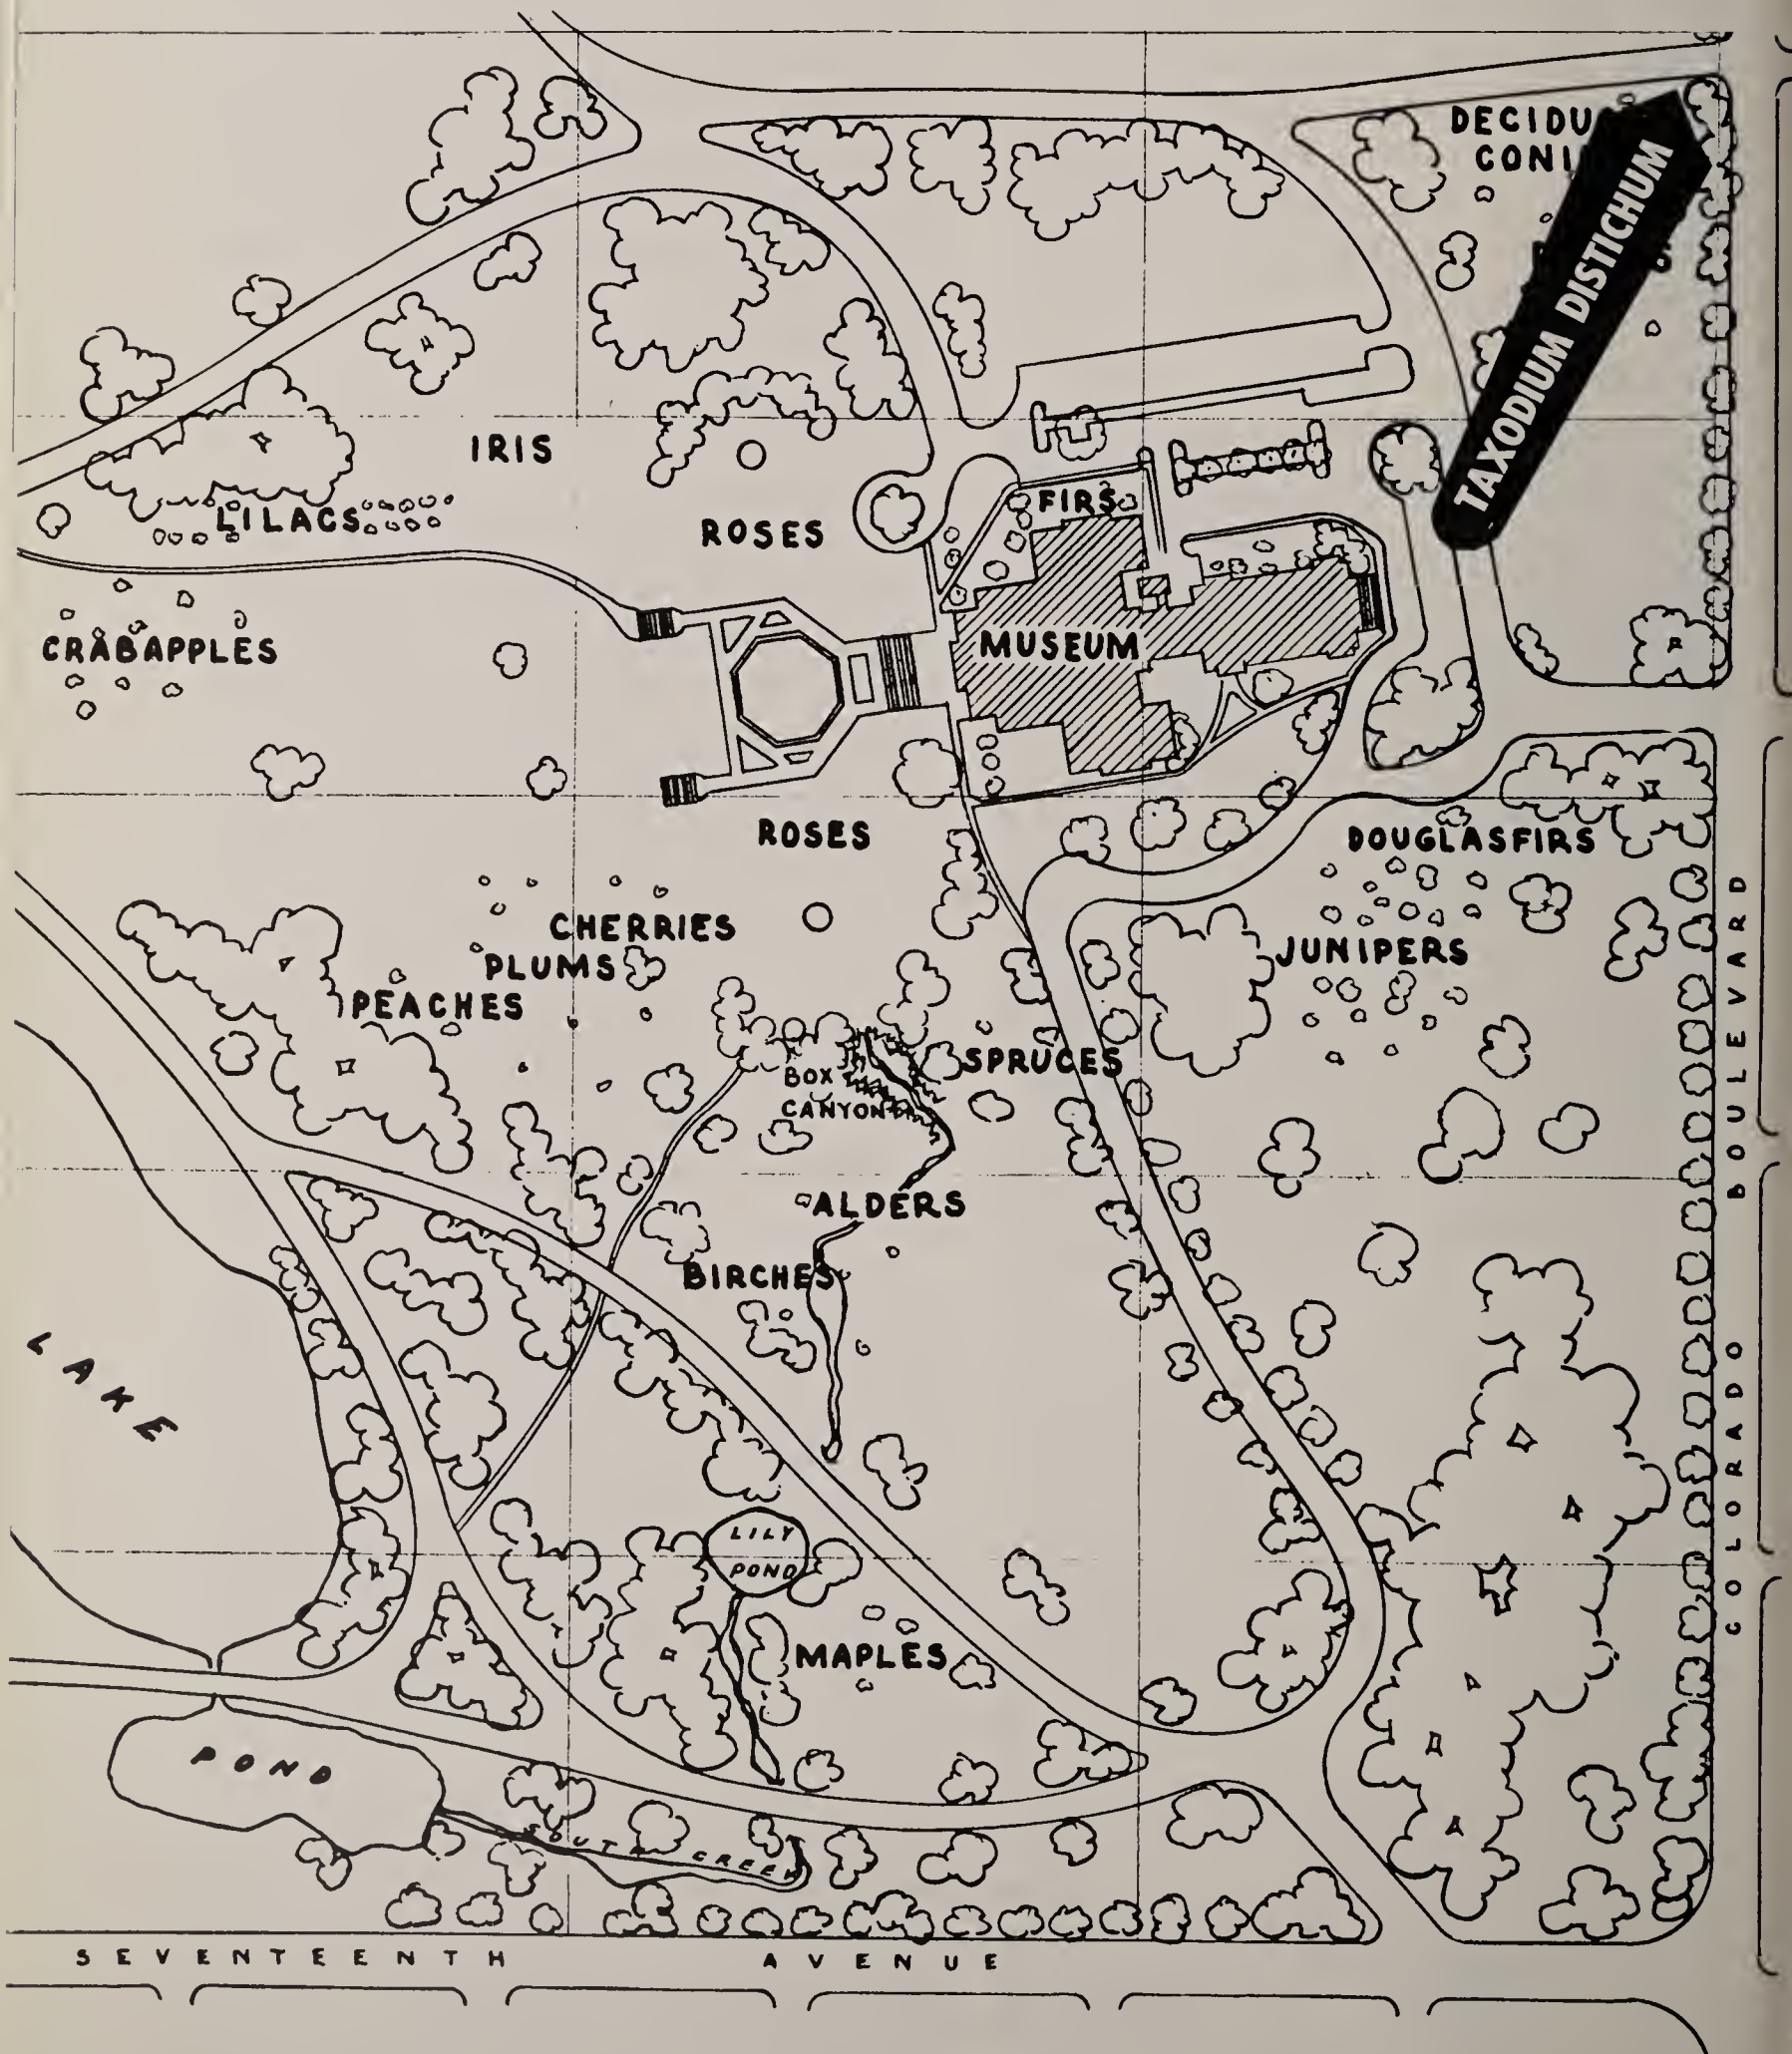 DECIDU
CONI
TAXODIUM DISTICHUM
IRIS
LILACS
ROSES
FIRS
CRABAPPLES
MUSEUM
ROSES
DOUGLASFIRS
CHERRIES
PLUMS
PEACHES
JUNIPERS
SPRUCES
BOX
CANYON
ALDERS
BIRCHES
LAKE
LILY
POND
MAPLES
POND
SOUTH CREEK
COLORADO BOULEVARD
SEVENTEENTH AVENUE